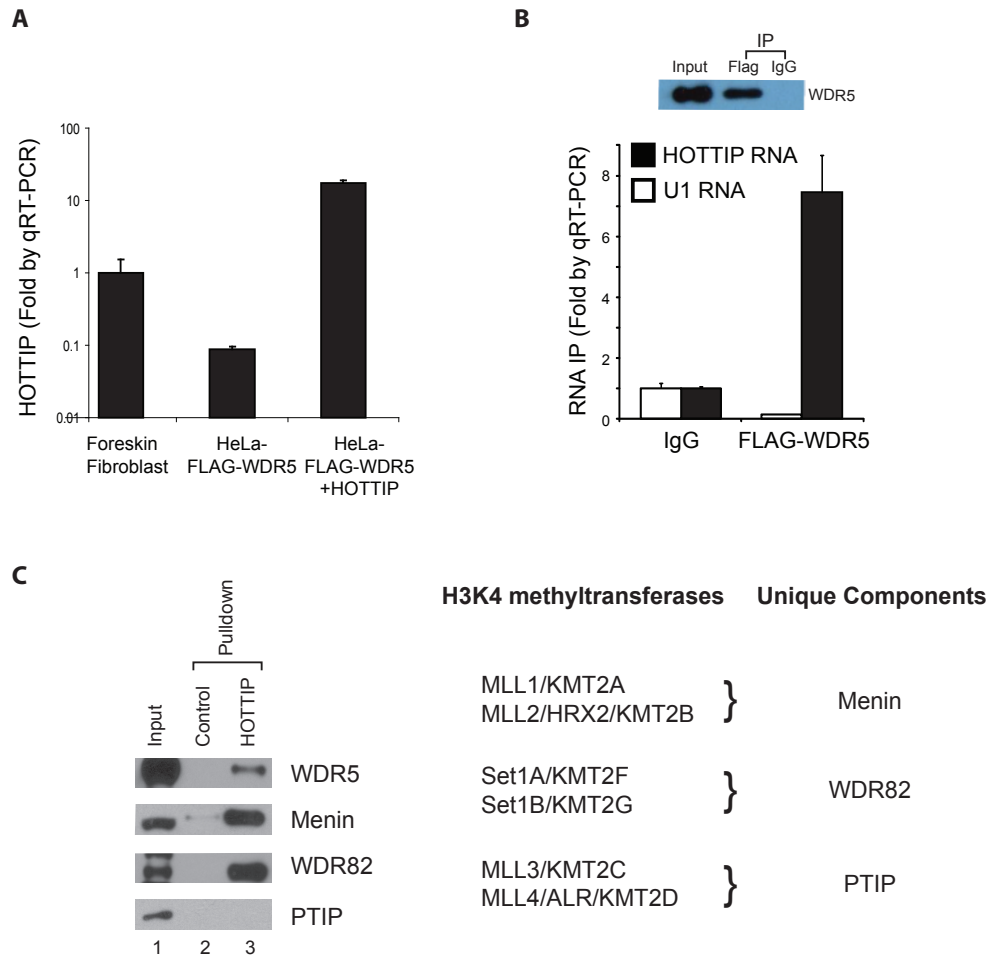 A
HOTTIP (Fold by qRT-PCR)
100
10
1
0.1
0.01
Foreskin
Fibroblast
HeLa-
FLAG-WDR5
HeLa-
FLAG-WDR5
+HOTTIP
B
IP
Input Flag IgG
WDR5
HOTTIP RNA
U1 RNA
RNA IP (Fold by qRT-PCR)
8
6
4
2
0
IgG FLAG-WDR5
C
Pulldown
Input
Control
HOTTIP
WDR5
Menin
WDR82
PTIP
1 2 3
H3K4 methyltransferases Unique Components
MLL1/KMT2A
MLL2/HRX2/KMT2B
} Menin
Set1A/KMT2F
Set1B/KMT2G
} WDR82
MLL3/KMT2C
MLL4/ALR/KMT2D
} PTIP